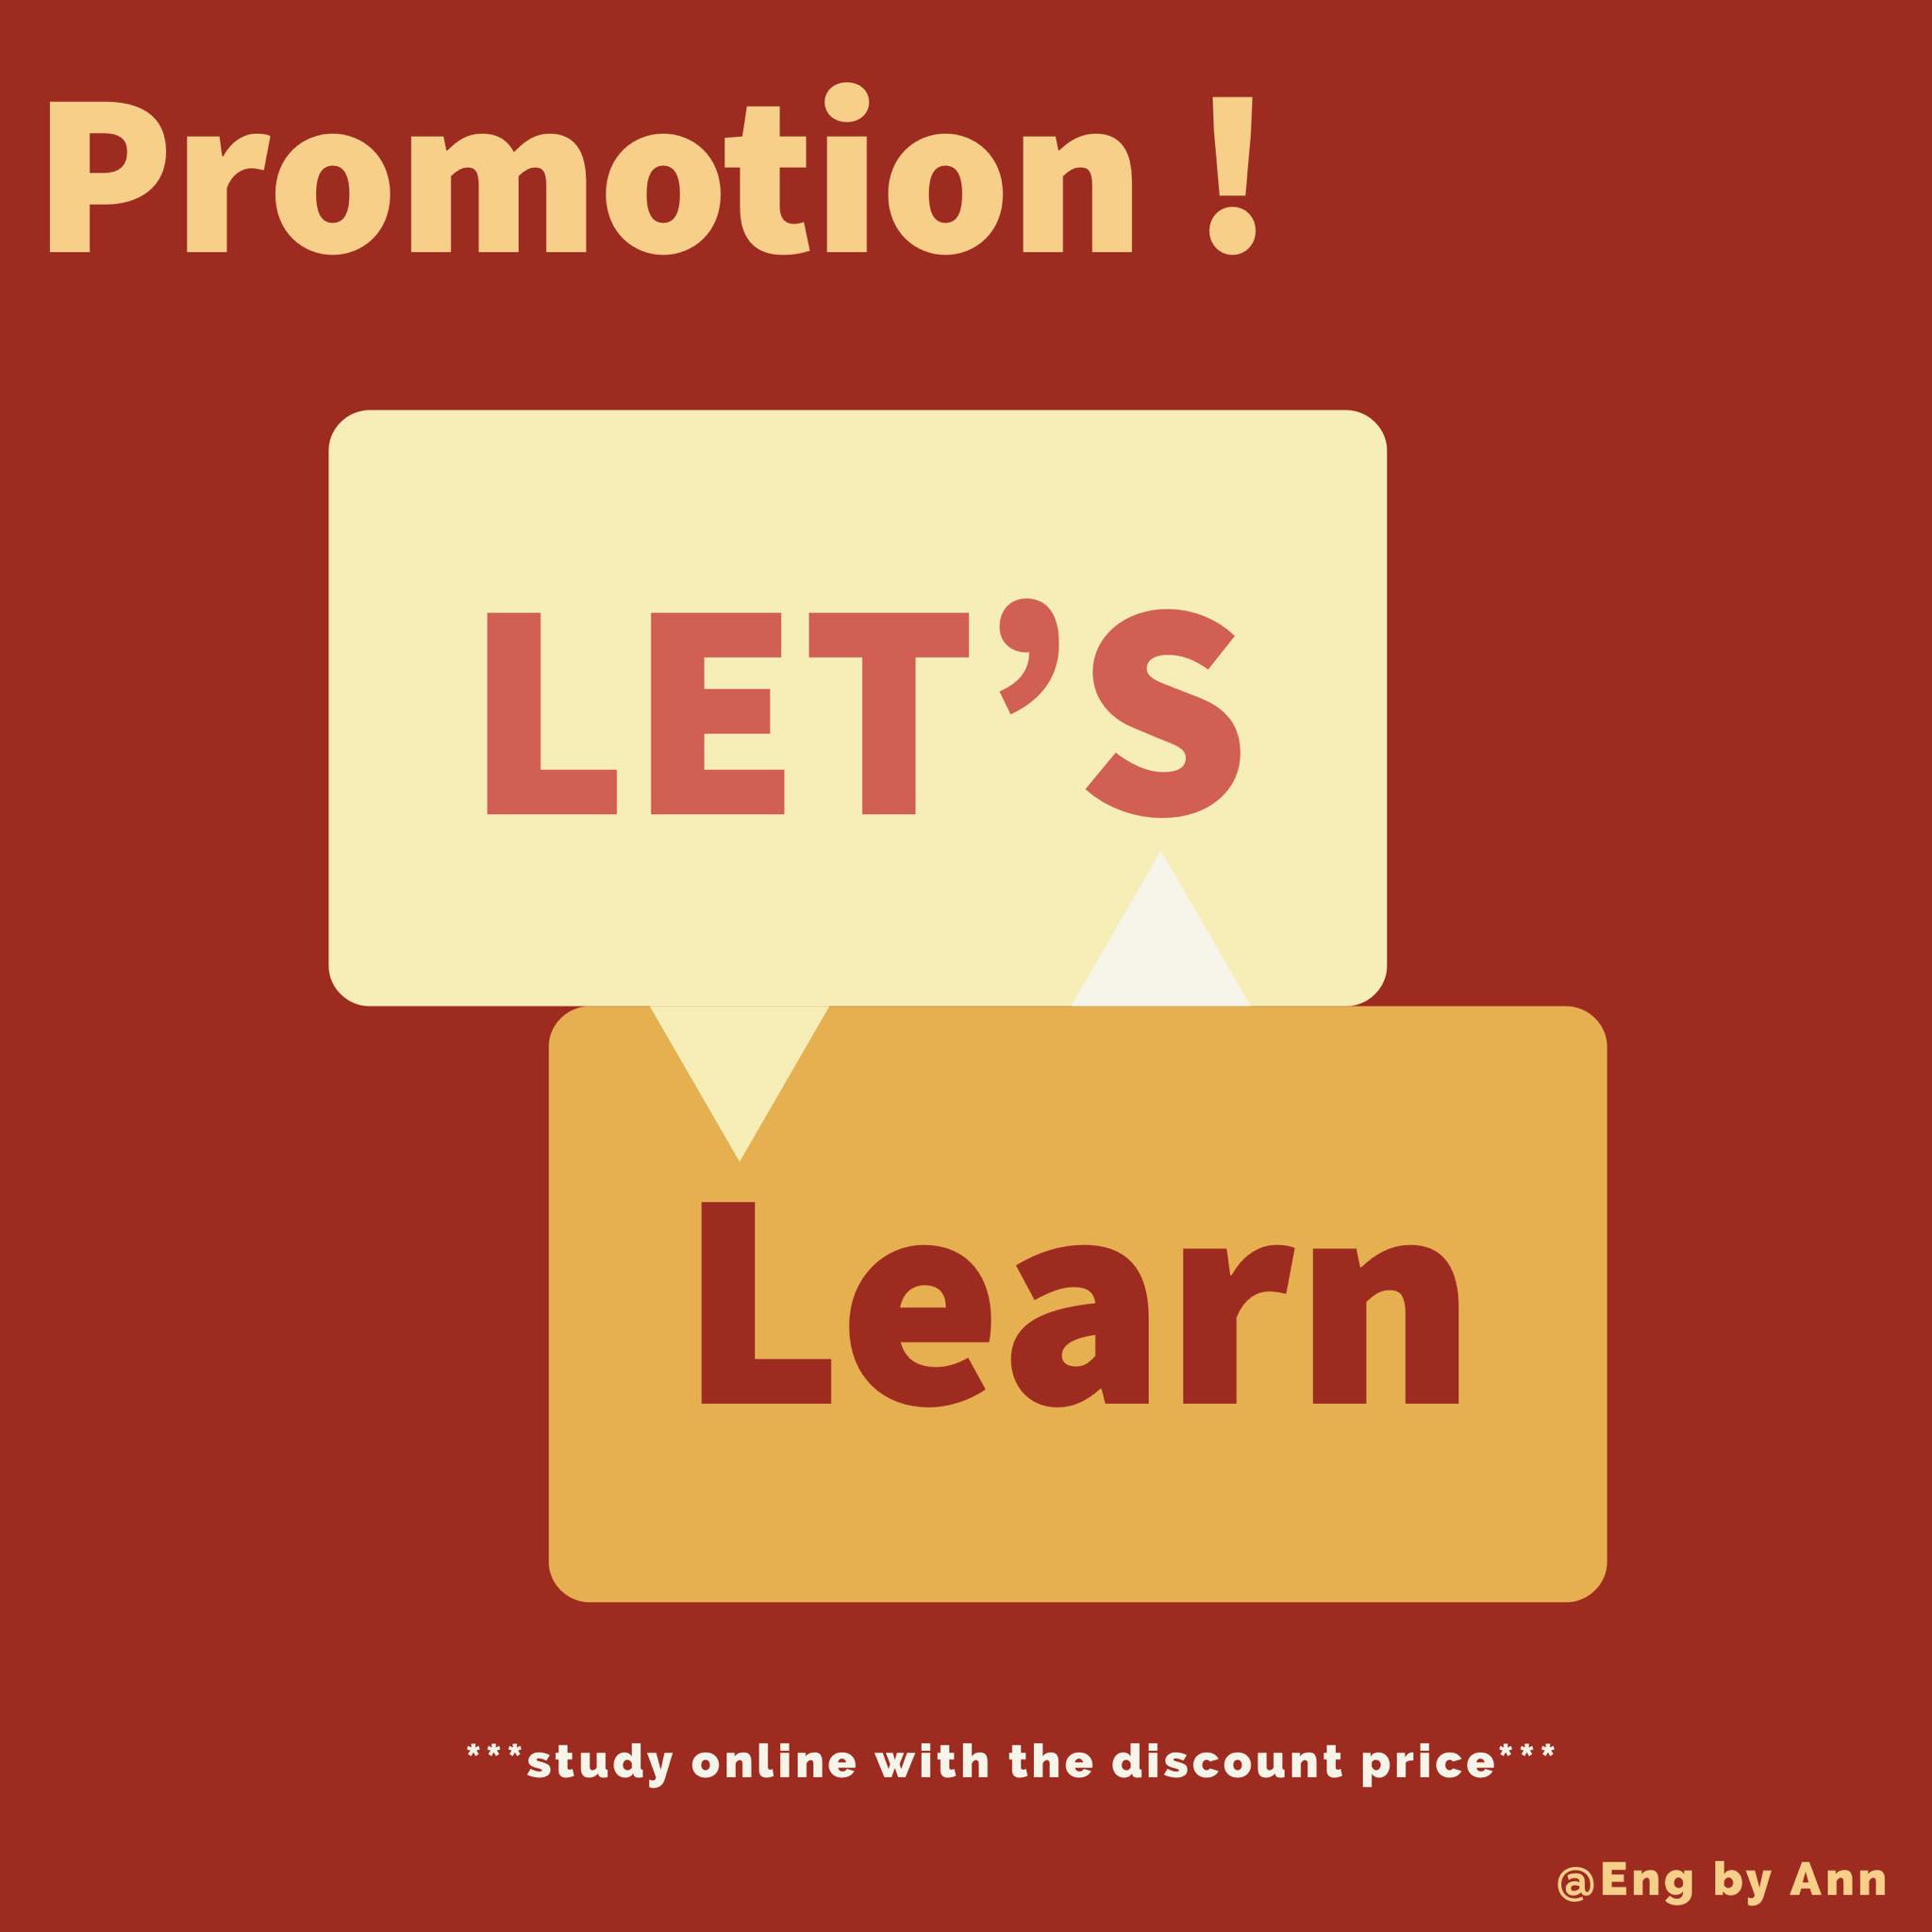 Promotion !
LET’S
Learn
***study online with the discount price***
@Eng by Ann